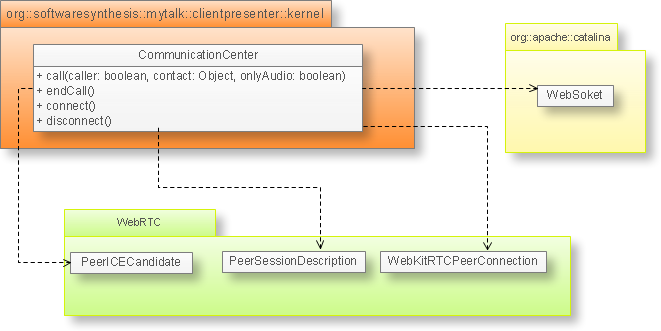 org::softwaresynthesis::mytalk::clientpresenter::kernel
CommunicationCenter
+ call(caller: boolean, contact: Object, onlyAudio: boolean)
+ endCall()
+ connect()
+ disconnect()
org::apache::catalina
WebSoket
WebRTC
PeerICECandidate
PeerSessionDescription
WebKitRTCPeerConnection